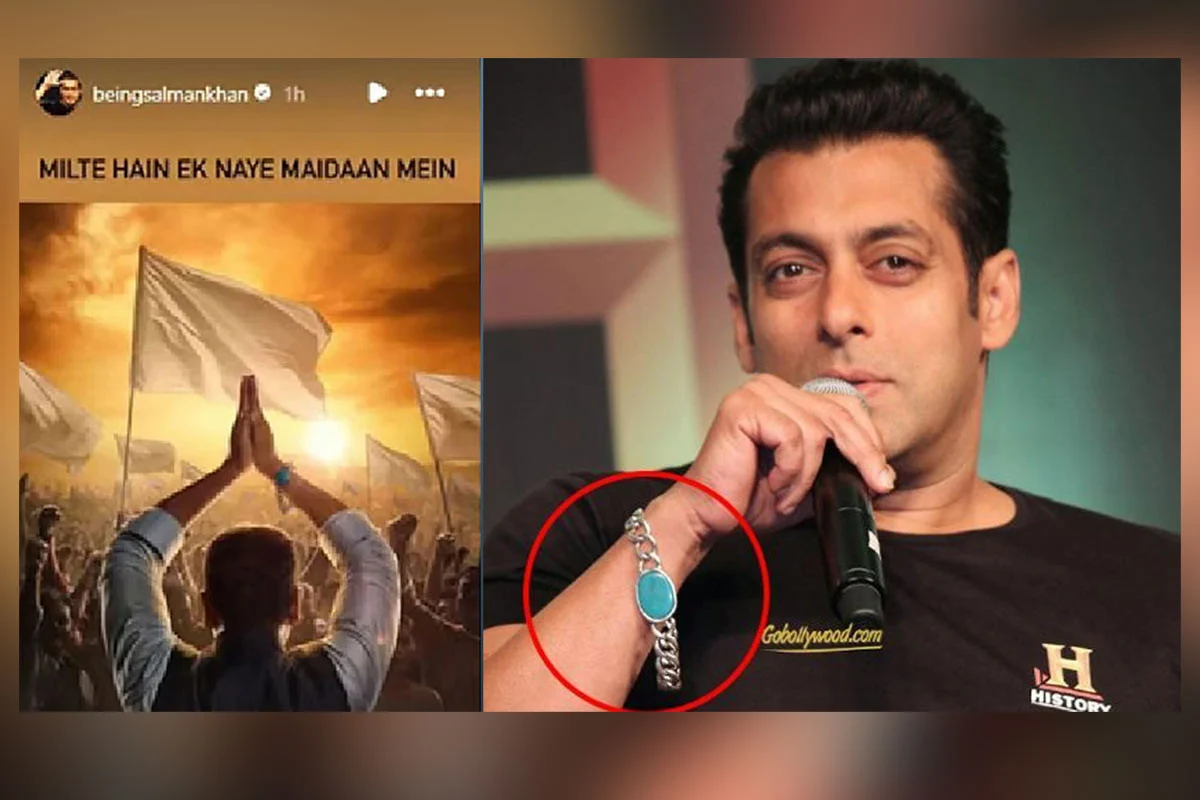 beingsalmankhan 1h
MILTE HAIN EK NAYE MAIDAAN MEIN
Gobollywood.com
H
HISTORY